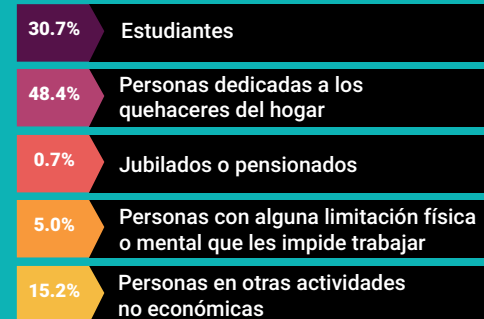 30.7% Estudiantes
48.4% Personas dedicadas a los
quehaceres del hogar
0.7% Jubilados o pensionados
5.0% Personas con alguna limitación física
o mental que les impide trabajar
15.2% Personas en otras actividades
no económicas